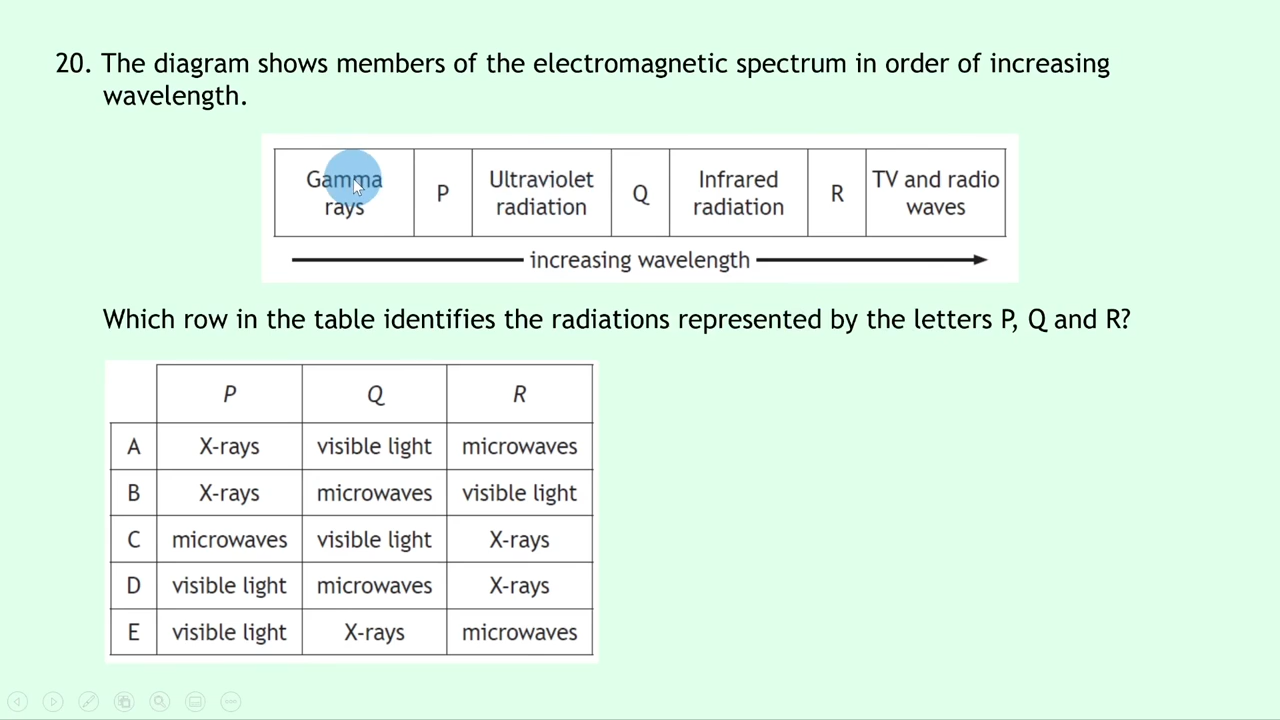 20. The diagram shows members of the electromagnetic spectrum in order of increasing
wavelength.
Gamma rays P Ultraviolet radiation Q Infrared radiation R TV and radio waves
increasing wavelength
Which row in the table identifies the radiations represented by the letters P, Q and R?
P Q R
A X-rays visible light microwaves
B X-rays microwaves visible light
C microwaves visible light X-rays
D visible light microwaves X-rays
E visible light X-rays microwaves